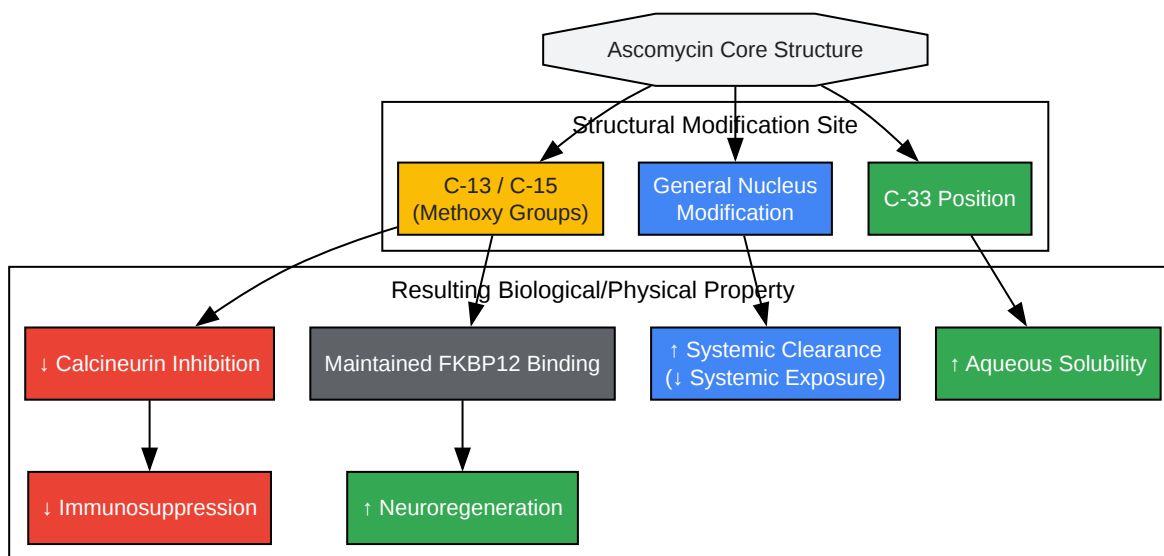 Ascomycin Core Structure
Structural Modification Site
C-13 / C-15
(Methoxy Groups)
General Nucleus
Modification
C-33 Position
Resulting Biological/Physical Property
↓ Calcineurin Inhibition
Maintained FKBP12 Binding
↑ Systemic Clearance
(↓ Systemic Exposure)
↑ Aqueous Solubility
↓ Immunosuppression
↑ Neuroregeneration